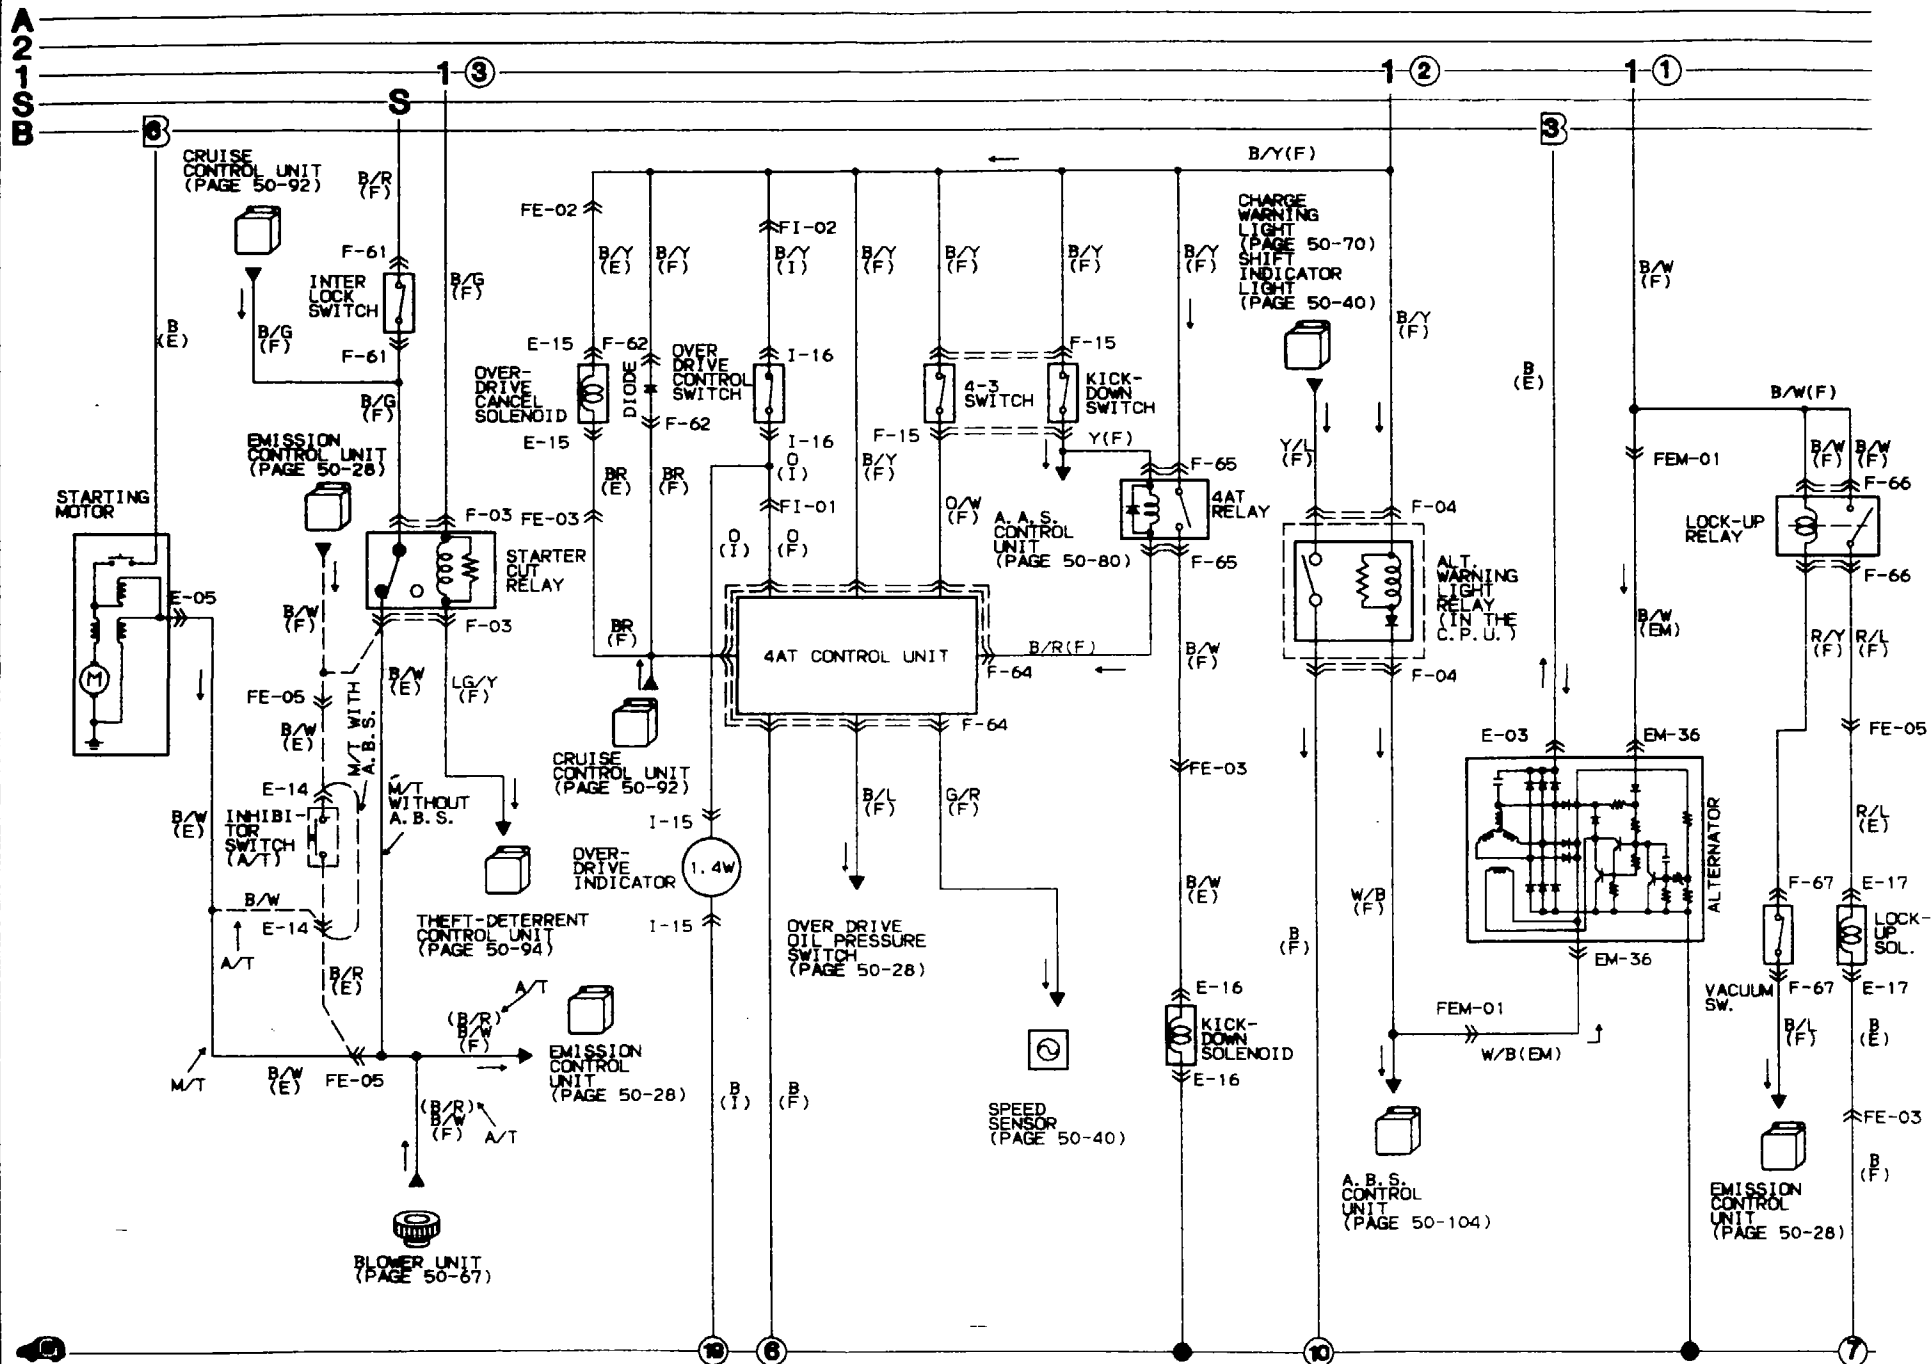 A
2
1
S
B
1 ③
1 ②
1 ①
S
6
3
CRUISE
CONTROL UNIT
(PAGE 50-92)
B/R
(F)
F-61
INTER
LOCK
SWITCH
F-61
B/G
(F)
B/G
(F)
B/G
(F)
B
(E)
EMISSION
CONTROL UNIT
(PAGE 50-28)
STARTING
MOTOR
M
E-05
F-03
STARTER
CUT
RELAY
F-03
B/W
(F)
FE-05
B/W
(E)
M/T WITH
A.B.S.
B/W
(E)
LG/Y
(F)
E-14
INHIBI-
TOR
SWITCH
(A/T)
M/T
WITHOUT
A.B.S.
B/W
(E)
B/W
E-14
A/T
B/R
(E)
M/T
B/W
(E)
FE-05
THEFT-DETERRENT
CONTROL UNIT
(PAGE 50-94)
A/T
(B/R)
B/W
(F)
EMISSION
CONTROL
UNIT
(PAGE 50-28)
(B/R)
B/W
(F)
A/T
BLOWER UNIT
(PAGE 50-67)
B/Y(F)
FE-02
FI-02
B/Y
(E)
B/Y
(F)
B/Y
(I)
B/Y
(F)
B/Y
(F)
B/Y
(F)
B/Y
(F)
E-15
F-62
OVER-
DRIVE
CANCEL
SOLENOID
DIODE
OVER
DRIVE
CONTROL
SWITCH
I-16
F-15
4-3
SWITCH
KICK-
DOWN
SWITCH
E-15
F-62
I-16
F-15
Y(F)
BR
(E)
BR
(F)
O
(I)
B/Y
(F)
F-65
4AT
RELAY
F-65
FE-03
FI-01
O
(I)
O
(F)
O/W
(F)
A.A.S.
CONTROL
UNIT
(PAGE 50-80)
BR
(F)
4AT CONTROL UNIT
B/R(F)
F-64
F-64
B/W
(F)
CRUISE
CONTROL UNIT
(PAGE 50-92)
B/L
(F)
G/R
(F)
FE-03
I-15
OVER-
DRIVE
INDICATOR
1.4W
I-15
OVER DRIVE
OIL PRESSURE
SWITCH
(PAGE 50-28)
B/W
(E)
E-16
KICK-
DOWN
SOLENOID
E-16
SPEED
SENSOR
(PAGE 50-40)
B
(I)
B
(F)
CHARGE
WARNING
LIGHT
(PAGE 50-70)
SHIFT
INDICATOR
LIGHT
(PAGE 50-40)
B/Y
(F)
Y/L
(F)
F-04
ALT.
WARNING
LIGHT
RELAY
(IN THE
C.P.U.)
F-04
W/B
(F)
B
(F)
FEM-01
W/B(EM)
A.B.S.
CONTROL
UNIT
(PAGE 50-104)
B
(E)
B/W
(F)
B/W(F)
FEM-01
B/W
(F)
B/W
(F)
F-66
LOCK-UP
RELAY
F-66
B/W
(EM)
R/Y
(F)
R/L
(F)
E-03
EM-36
FE-05
ALTERNATOR
R/L
(E)
EM-36
F-67
E-17
LOCK-
UP
SOL.
VACUUM
SW.
F-67
E-17
B/L
(F)
B
(E)
FE-03
EMISSION
CONTROL
UNIT
(PAGE 50-28)
B
(F)
19
6
10
7